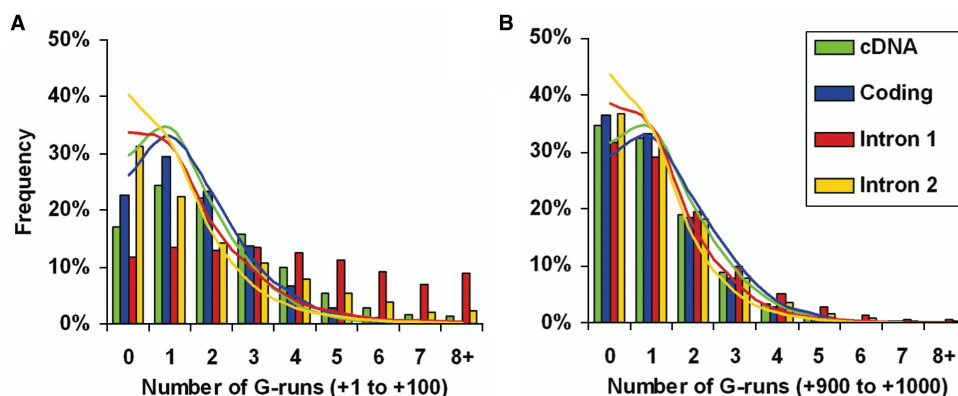 A
50%
40%
30%
20%
10%
0%
Frequency
0 1 2 3 4 5 6 7 8+
Number of G-runs (+1 to +100)
B
50%
40%
30%
20%
10%
0%
0 1 2 3 4 5 6 7 8+
Number of G-runs (+900 to +1000)
cDNA
Coding
Intron 1
Intron 2